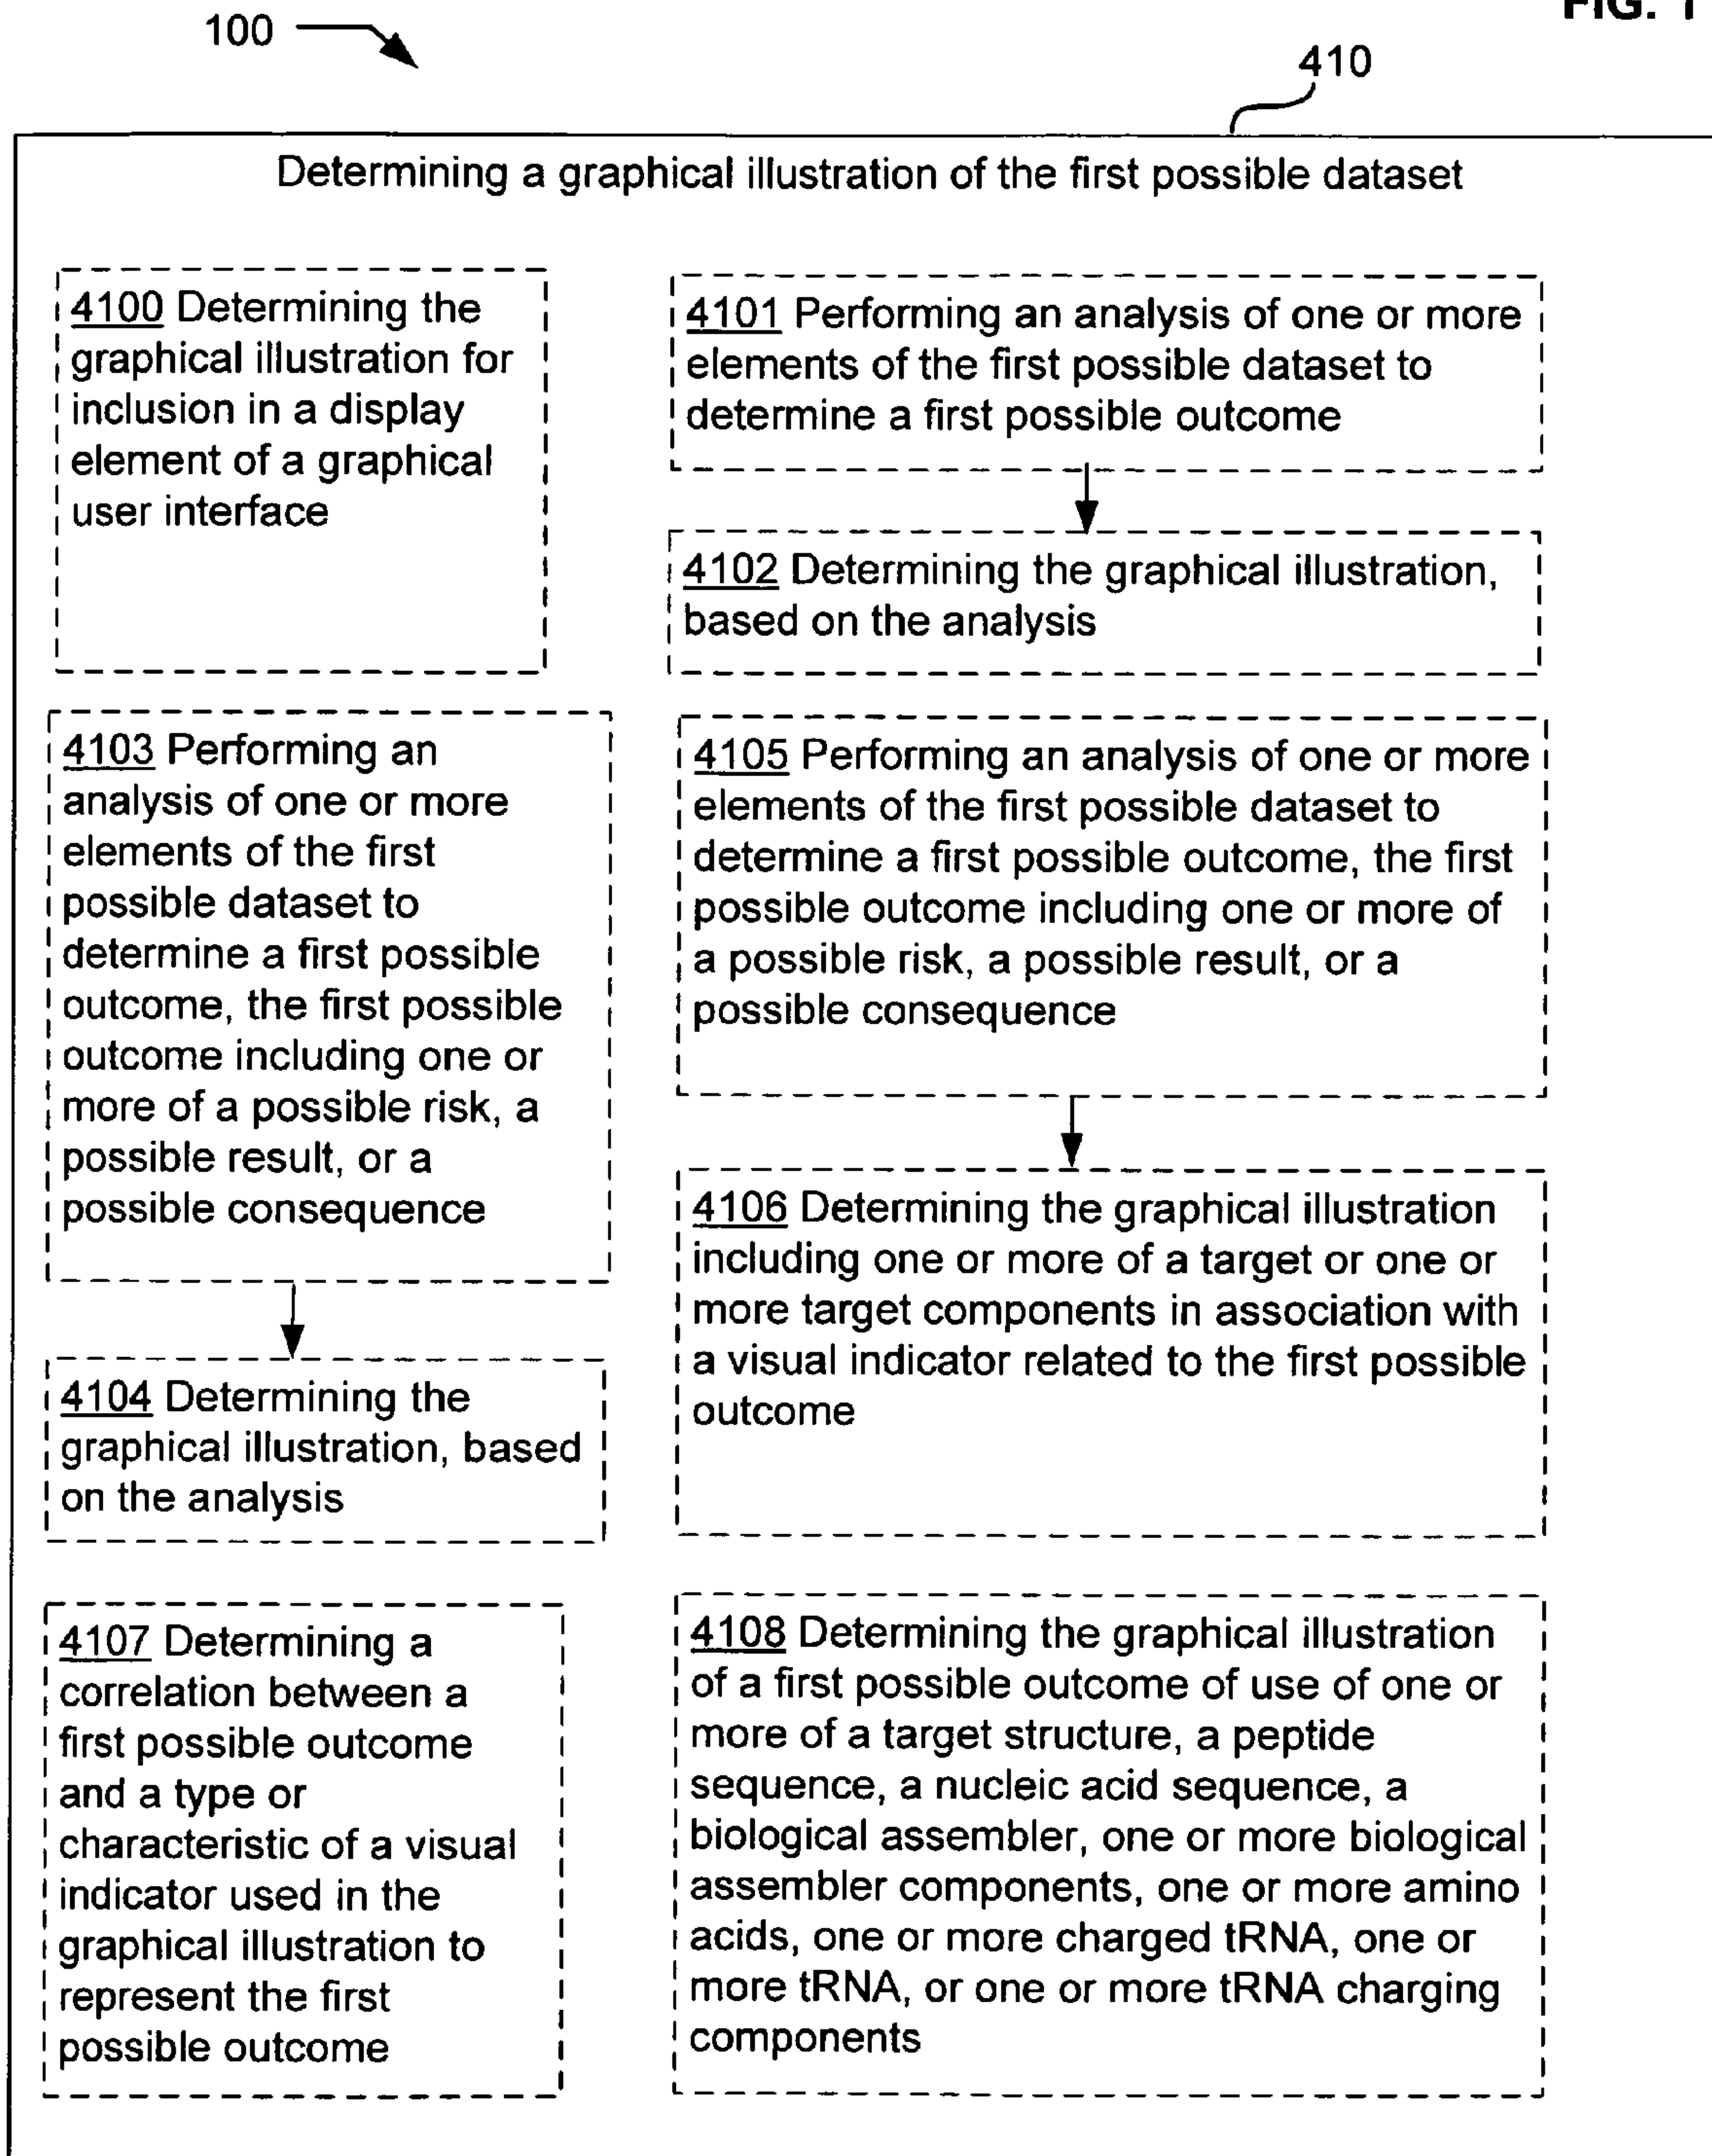 FIG. 1
100
410
Determining a graphical illustration of the first possible dataset
4100 Determining the
graphical illustration for
inclusion in a display
element of a graphical
user interface
4101 Performing an analysis of one or more
elements of the first possible dataset to
determine a first possible outcome
4102 Determining the graphical illustration,
based on the analysis
4103 Performing an
analysis of one or more
elements of the first
possible dataset to
determine a first possible
outcome, the first possible
outcome including one or
more of a possible risk, a
possible result, or a
possible consequence
4104 Determining the
graphical illustration, based
on the analysis
4105 Performing an analysis of one or more
elements of the first possible dataset to
determine a first possible outcome, the first
possible outcome including one or more of
a possible risk, a possible result, or a
possible consequence
4106 Determining the graphical illustration
including one or more of a target or one or
more target components in association with
a visual indicator related to the first possible
outcome
4107 Determining a
correlation between a
first possible outcome
and a type or
characteristic of a visual
indicator used in the
graphical illustration to
represent the first
possible outcome
4108 Determining the graphical illustration
of a first possible outcome of use of one or
more of a target structure, a peptide
sequence, a nucleic acid sequence, a
biological assembler, one or more biological
assembler components, one or more amino
acids, one or more charged tRNA, one or
more tRNA, or one or more tRNA charging
components